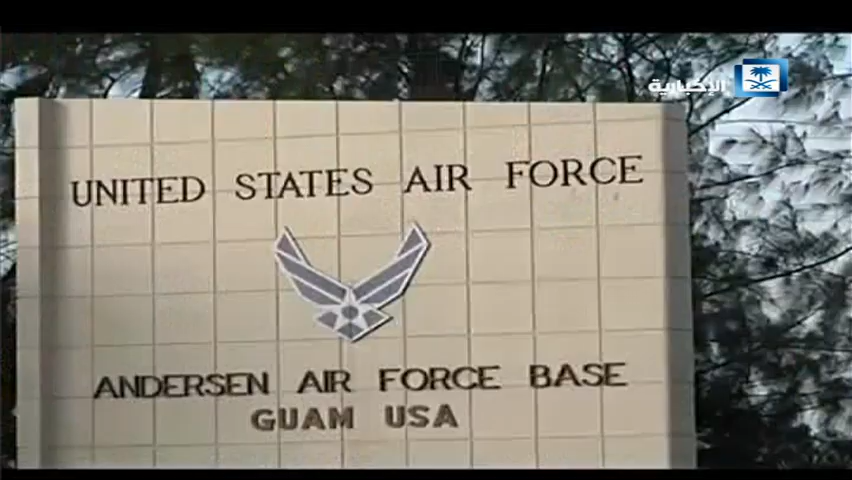 الإخبارية
UNITED STATES AIR FORCE
ANDERSEN AIR FORCE BASE
GUAM USA